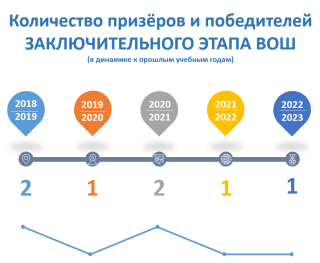 Количество призёров и победителей
ЗАКЛЮЧИТЕЛЬНОГО ЭТАПА ВОШ
(в динамике к прошлым учебным годам)
2018 2019 2020 2021 2022
2019 2020 2021 2022 2023
2 1 2 1 1